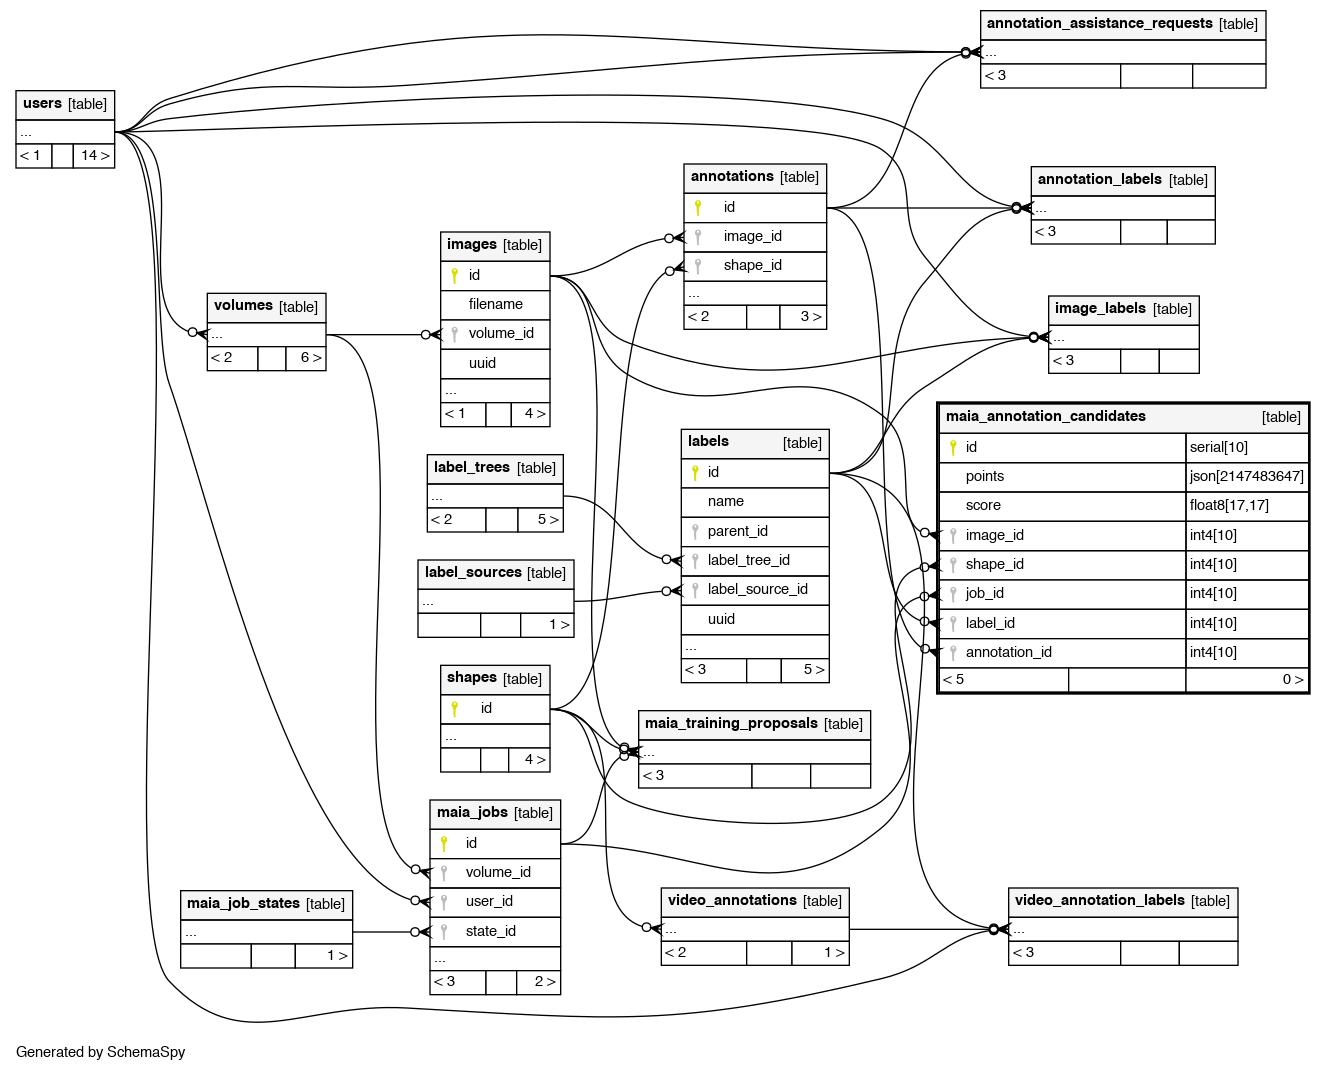 annotation_assistance_requests [table]
...
< 3
users [table]
...
< 1 14 >
annotations [table]
id
image_id
shape_id
...
< 2 3 >
annotation_labels [table]
...
< 3
images [table]
id
filename
volume_id
uuid
...
< 1 4 >
volumes [table]
...
< 2 6 >
image_labels [table]
...
< 3
maia_annotation_candidates [table]
id serial[10]
points json[2147483647]
score float8[17,17]
image_id int4[10]
shape_id int4[10]
job_id int4[10]
label_id int4[10]
annotation_id int4[10]
< 5 0 >
labels [table]
id
name
parent_id
label_tree_id
label_source_id
uuid
...
< 3 5 >
label_trees [table]
...
< 2 5 >
label_sources [table]
...
1 >
shapes [table]
id
...
4 >
maia_training_proposals [table]
...
< 3
maia_jobs [table]
id
volume_id
user_id
state_id
...
< 3 2 >
maia_job_states [table]
...
1 >
video_annotations [table]
...
< 2 1 >
video_annotation_labels [table]
...
< 3
Generated by SchemaSpy